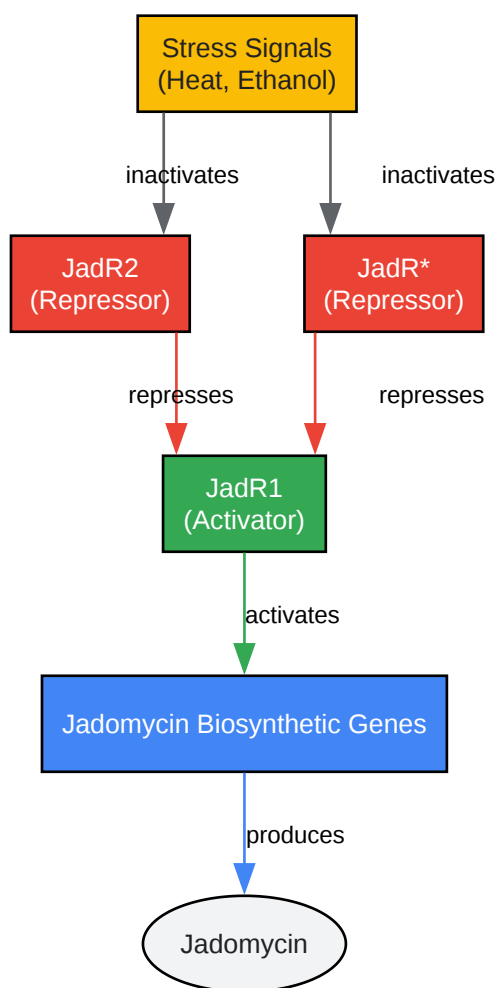 Stress Signals
(Heat, Ethanol)
inactivates
inactivates
JadR2
(Repressor)
JadR*
(Repressor)
represses
represses
JadR1
(Activator)
activates
Jadomycin Biosynthetic Genes
produces
Jadomycin